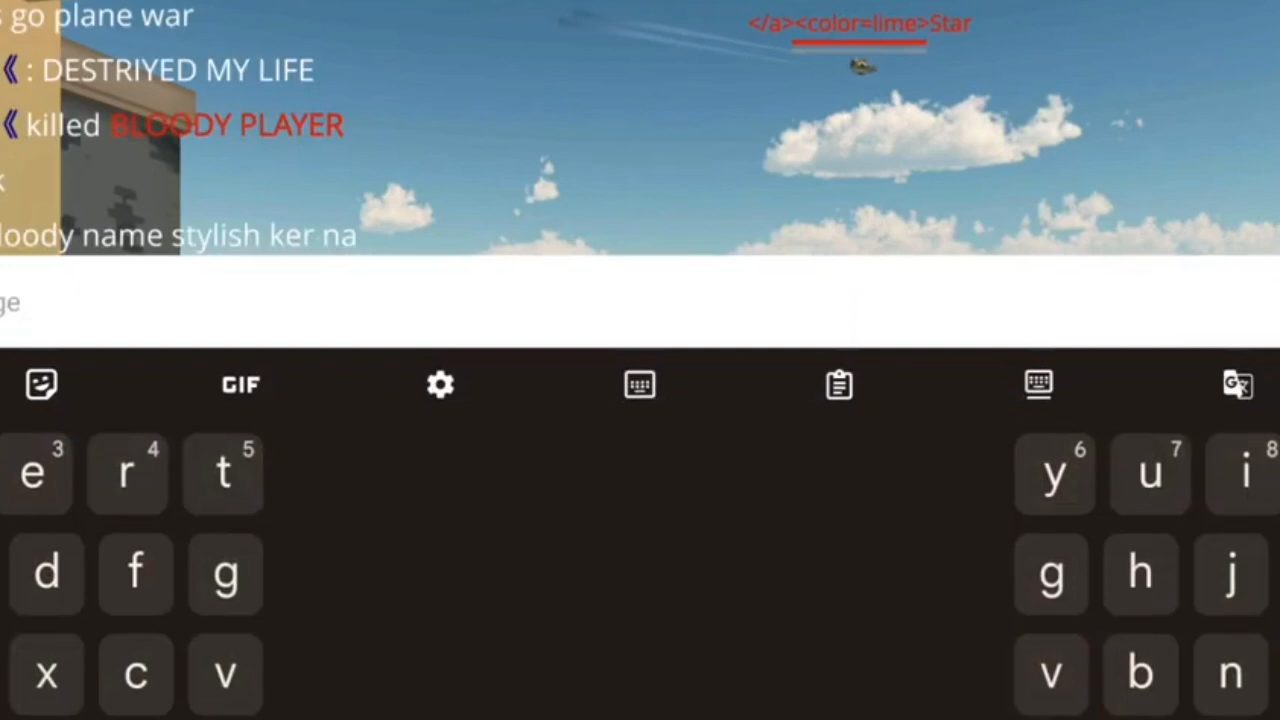 s go plane war
</a><color=lime>Star
《 : DESTRIYED MY LIFE
《 killed BLOODY PLAYER
k
loody name stylish ker na
ge
GIF
e 3 r 4 t 5 y 6 u 7 i 8
d f g g h j
x c v v b n